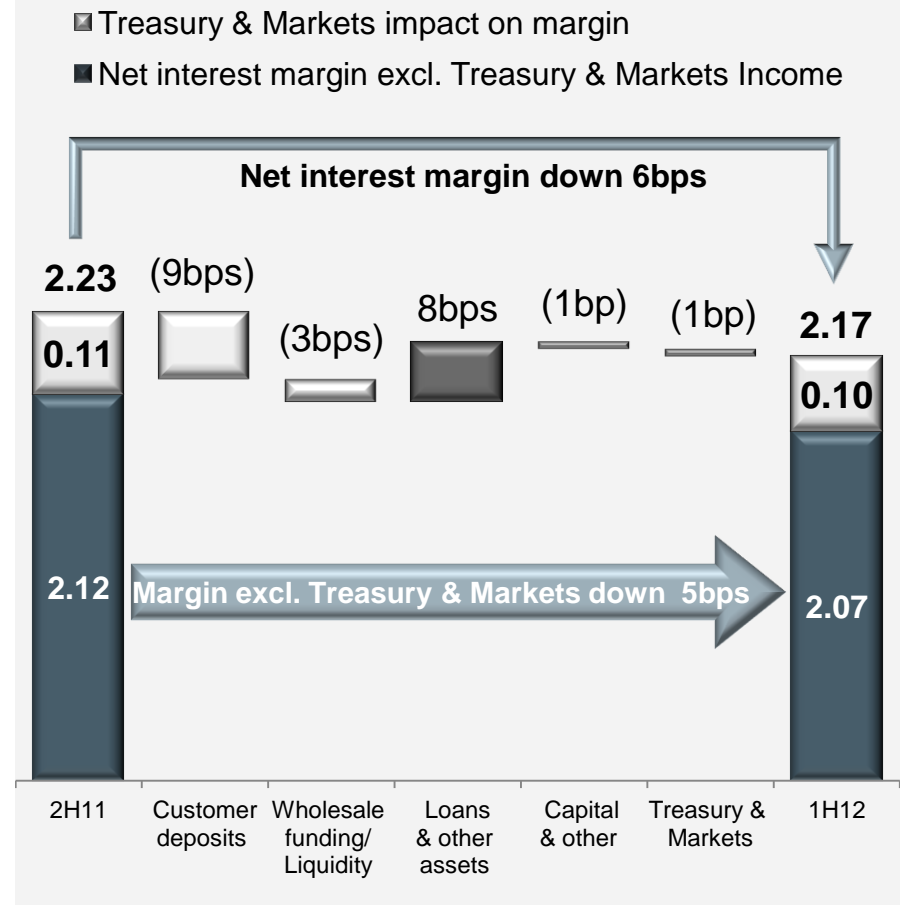 Treasury & Markets impact on margin
Net interest margin excl. Treasury & Markets Income
Net interest margin down 6bps
2.23
(9bps)
(3bps)
8bps
(1bp)
(1bp)
2.17
0.11
0.10
2.12
Margin excl. Treasury & Markets down 5bps
2.07
2H11
Customer
deposits
Wholesale
funding/
Liquidity
Loans
& other
assets
Capital
& other
Treasury &
Markets
1H12